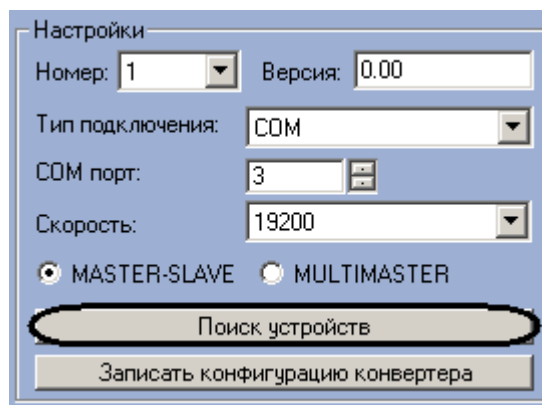 Настройки
Номер: 1 Версия: 0.00
Тип подключения: COM
COM порт: 3
Скорость: 19200
MASTER-SLAVE MULTIMASTER
Поиск устройств
Записать конфигурацию конвертера